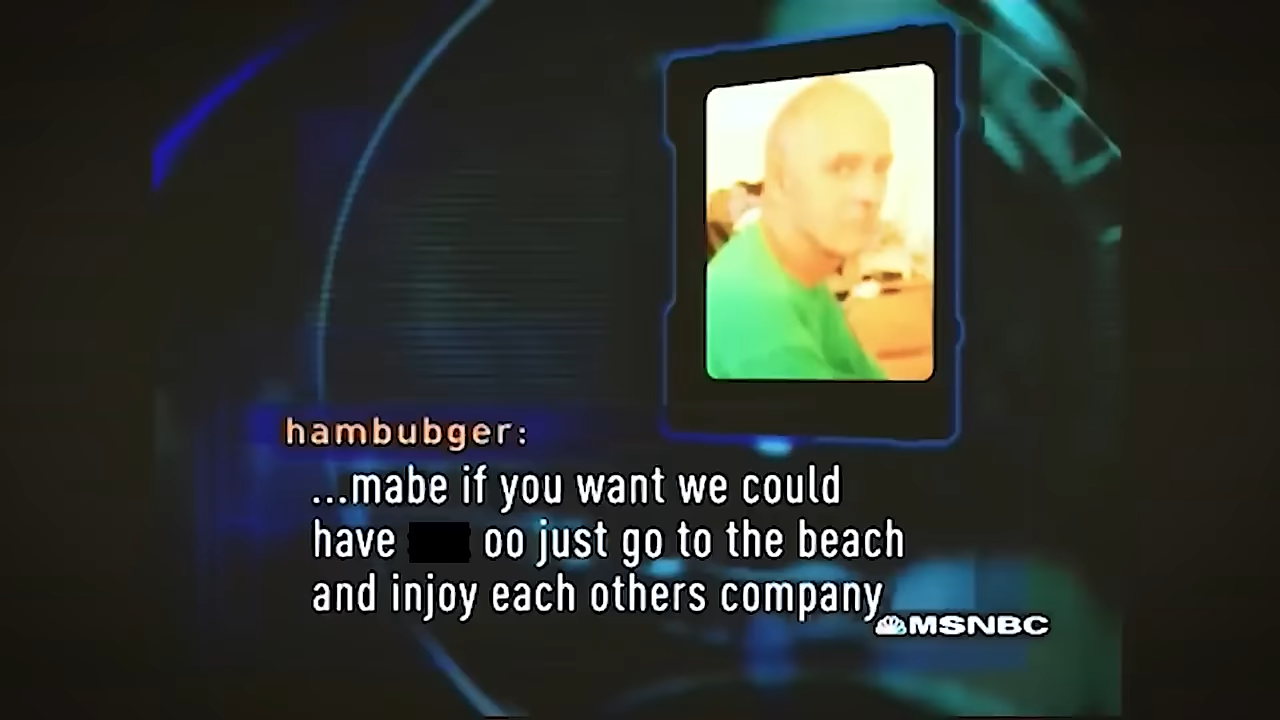 hambubger:
...mabe if you want we could
have oo just go to the beach
and injoy each others company
MSNBC